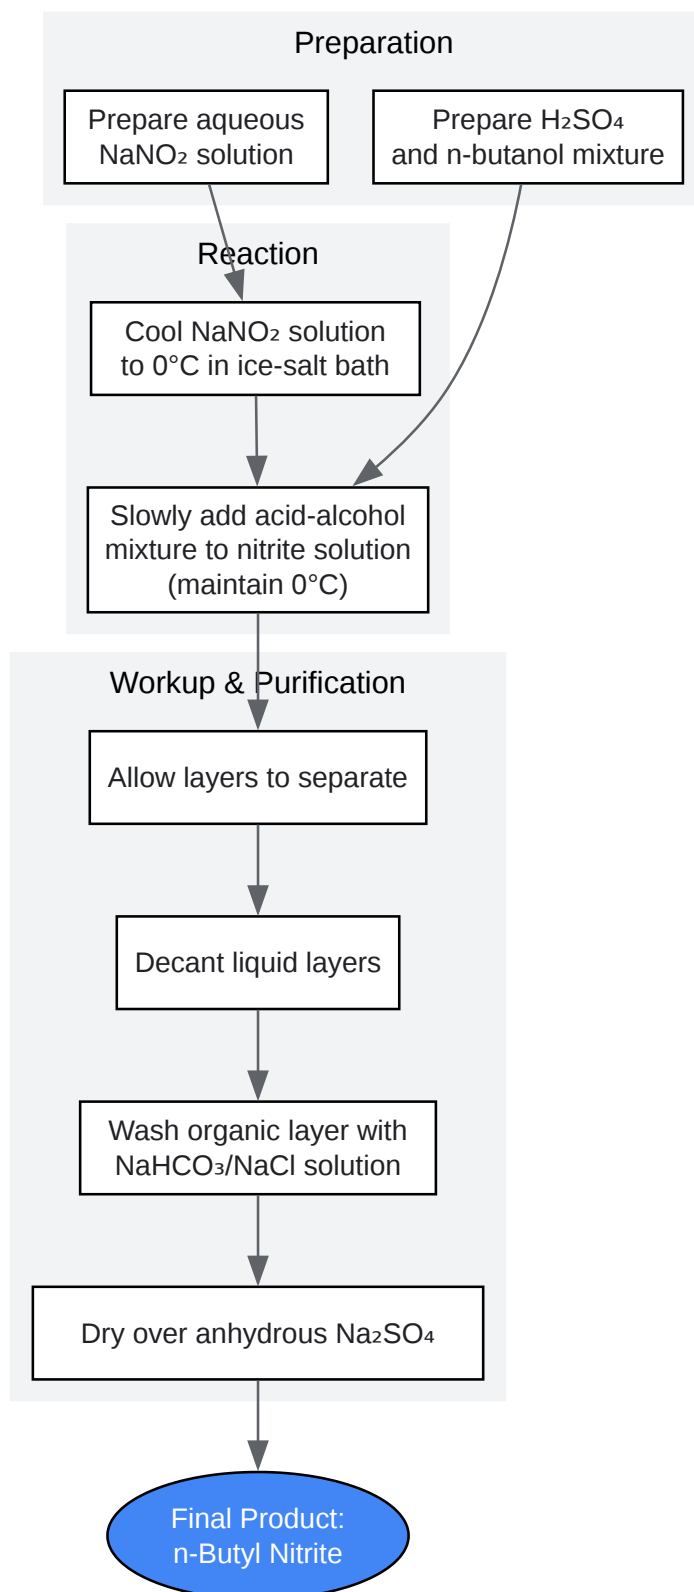 Preparation
Prepare aqueous
NaNO₂ solution
Prepare H₂SO₄
and n-butanol mixture
Reaction
Cool NaNO₂ solution
to 0°C in ice-salt bath
Slowly add acid-alcohol
mixture to nitrite solution
(maintain 0°C)
Workup & Purification
Allow layers to separate
Decant liquid layers
Wash organic layer with
NaHCO₃/NaCl solution
Dry over anhydrous Na₂SO₄
Final Product:
n-Butyl Nitrite